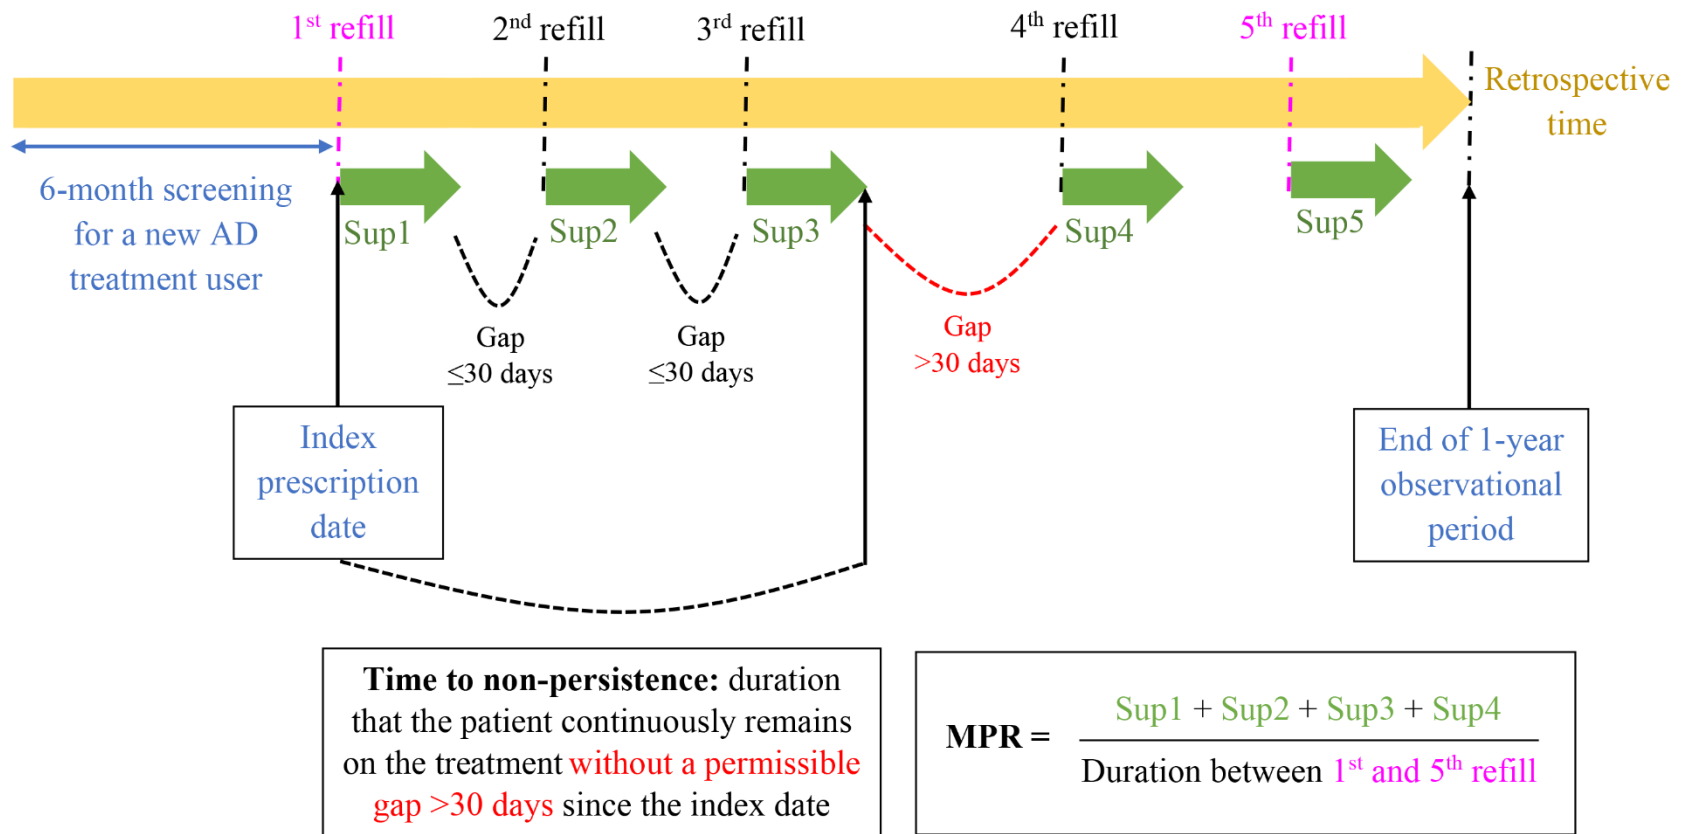 1st refill
2nd refill
3rd refill
4th refill
5th refill
Retrospective
time
6-month screening
for a new AD
treatment user
Sup1
Sup2
Sup3
Sup4
Sup5
Gap
≤30 days
Gap
≤30 days
Gap
>30 days
Index
prescription
date
End of 1-year
observational
period
Time to non-persistence: duration
that the patient continuously remains
on the treatment without a permissible
gap >30 days since the index date
MPR =
Sup1 + Sup2 + Sup3 + Sup4
Duration between 1st and 5th refill